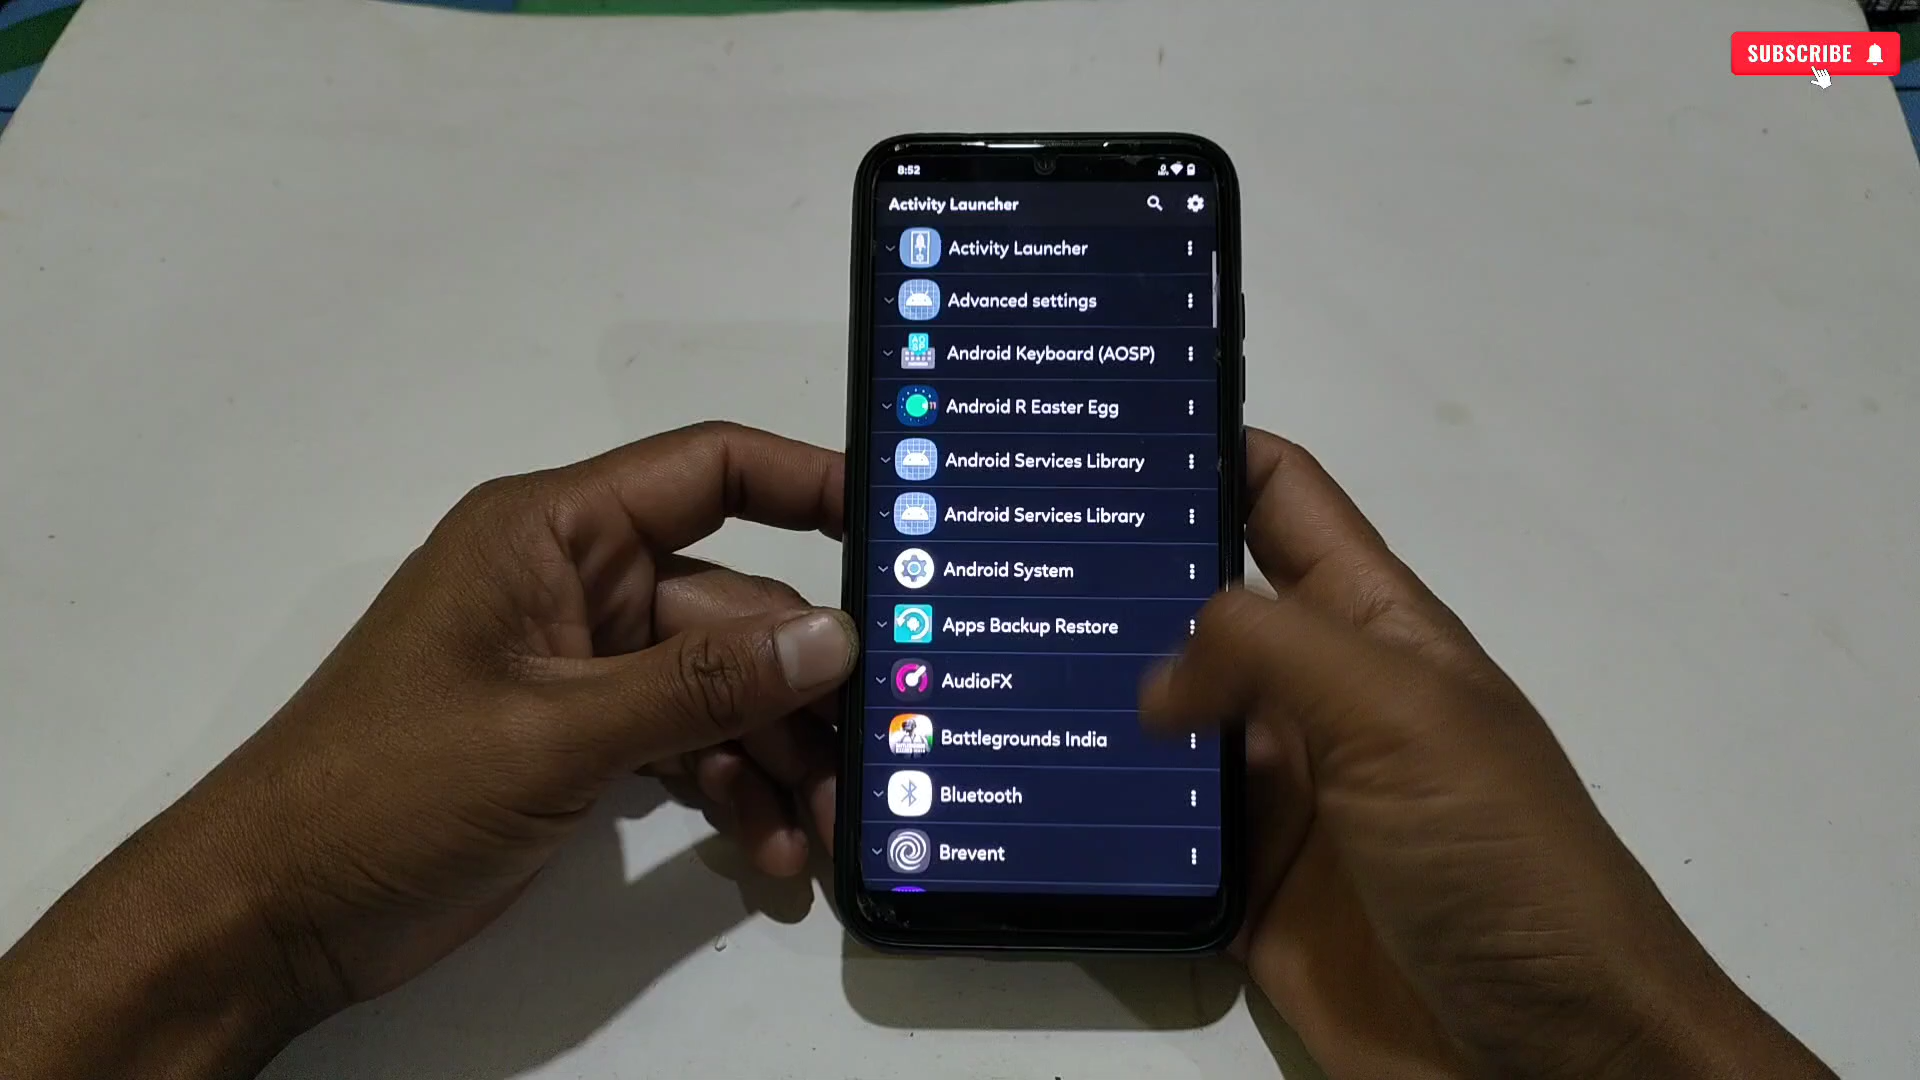 SUBSCRIBE
8:52
Activity Launcher
Activity Launcher
Advanced settings
Android Keyboard (AOSP)
Android R Easter Egg
Android Services Library
Android Services Library
Android System
Apps Backup Restore
AudioFX
Battlegrounds India
Bluetooth
Brevent